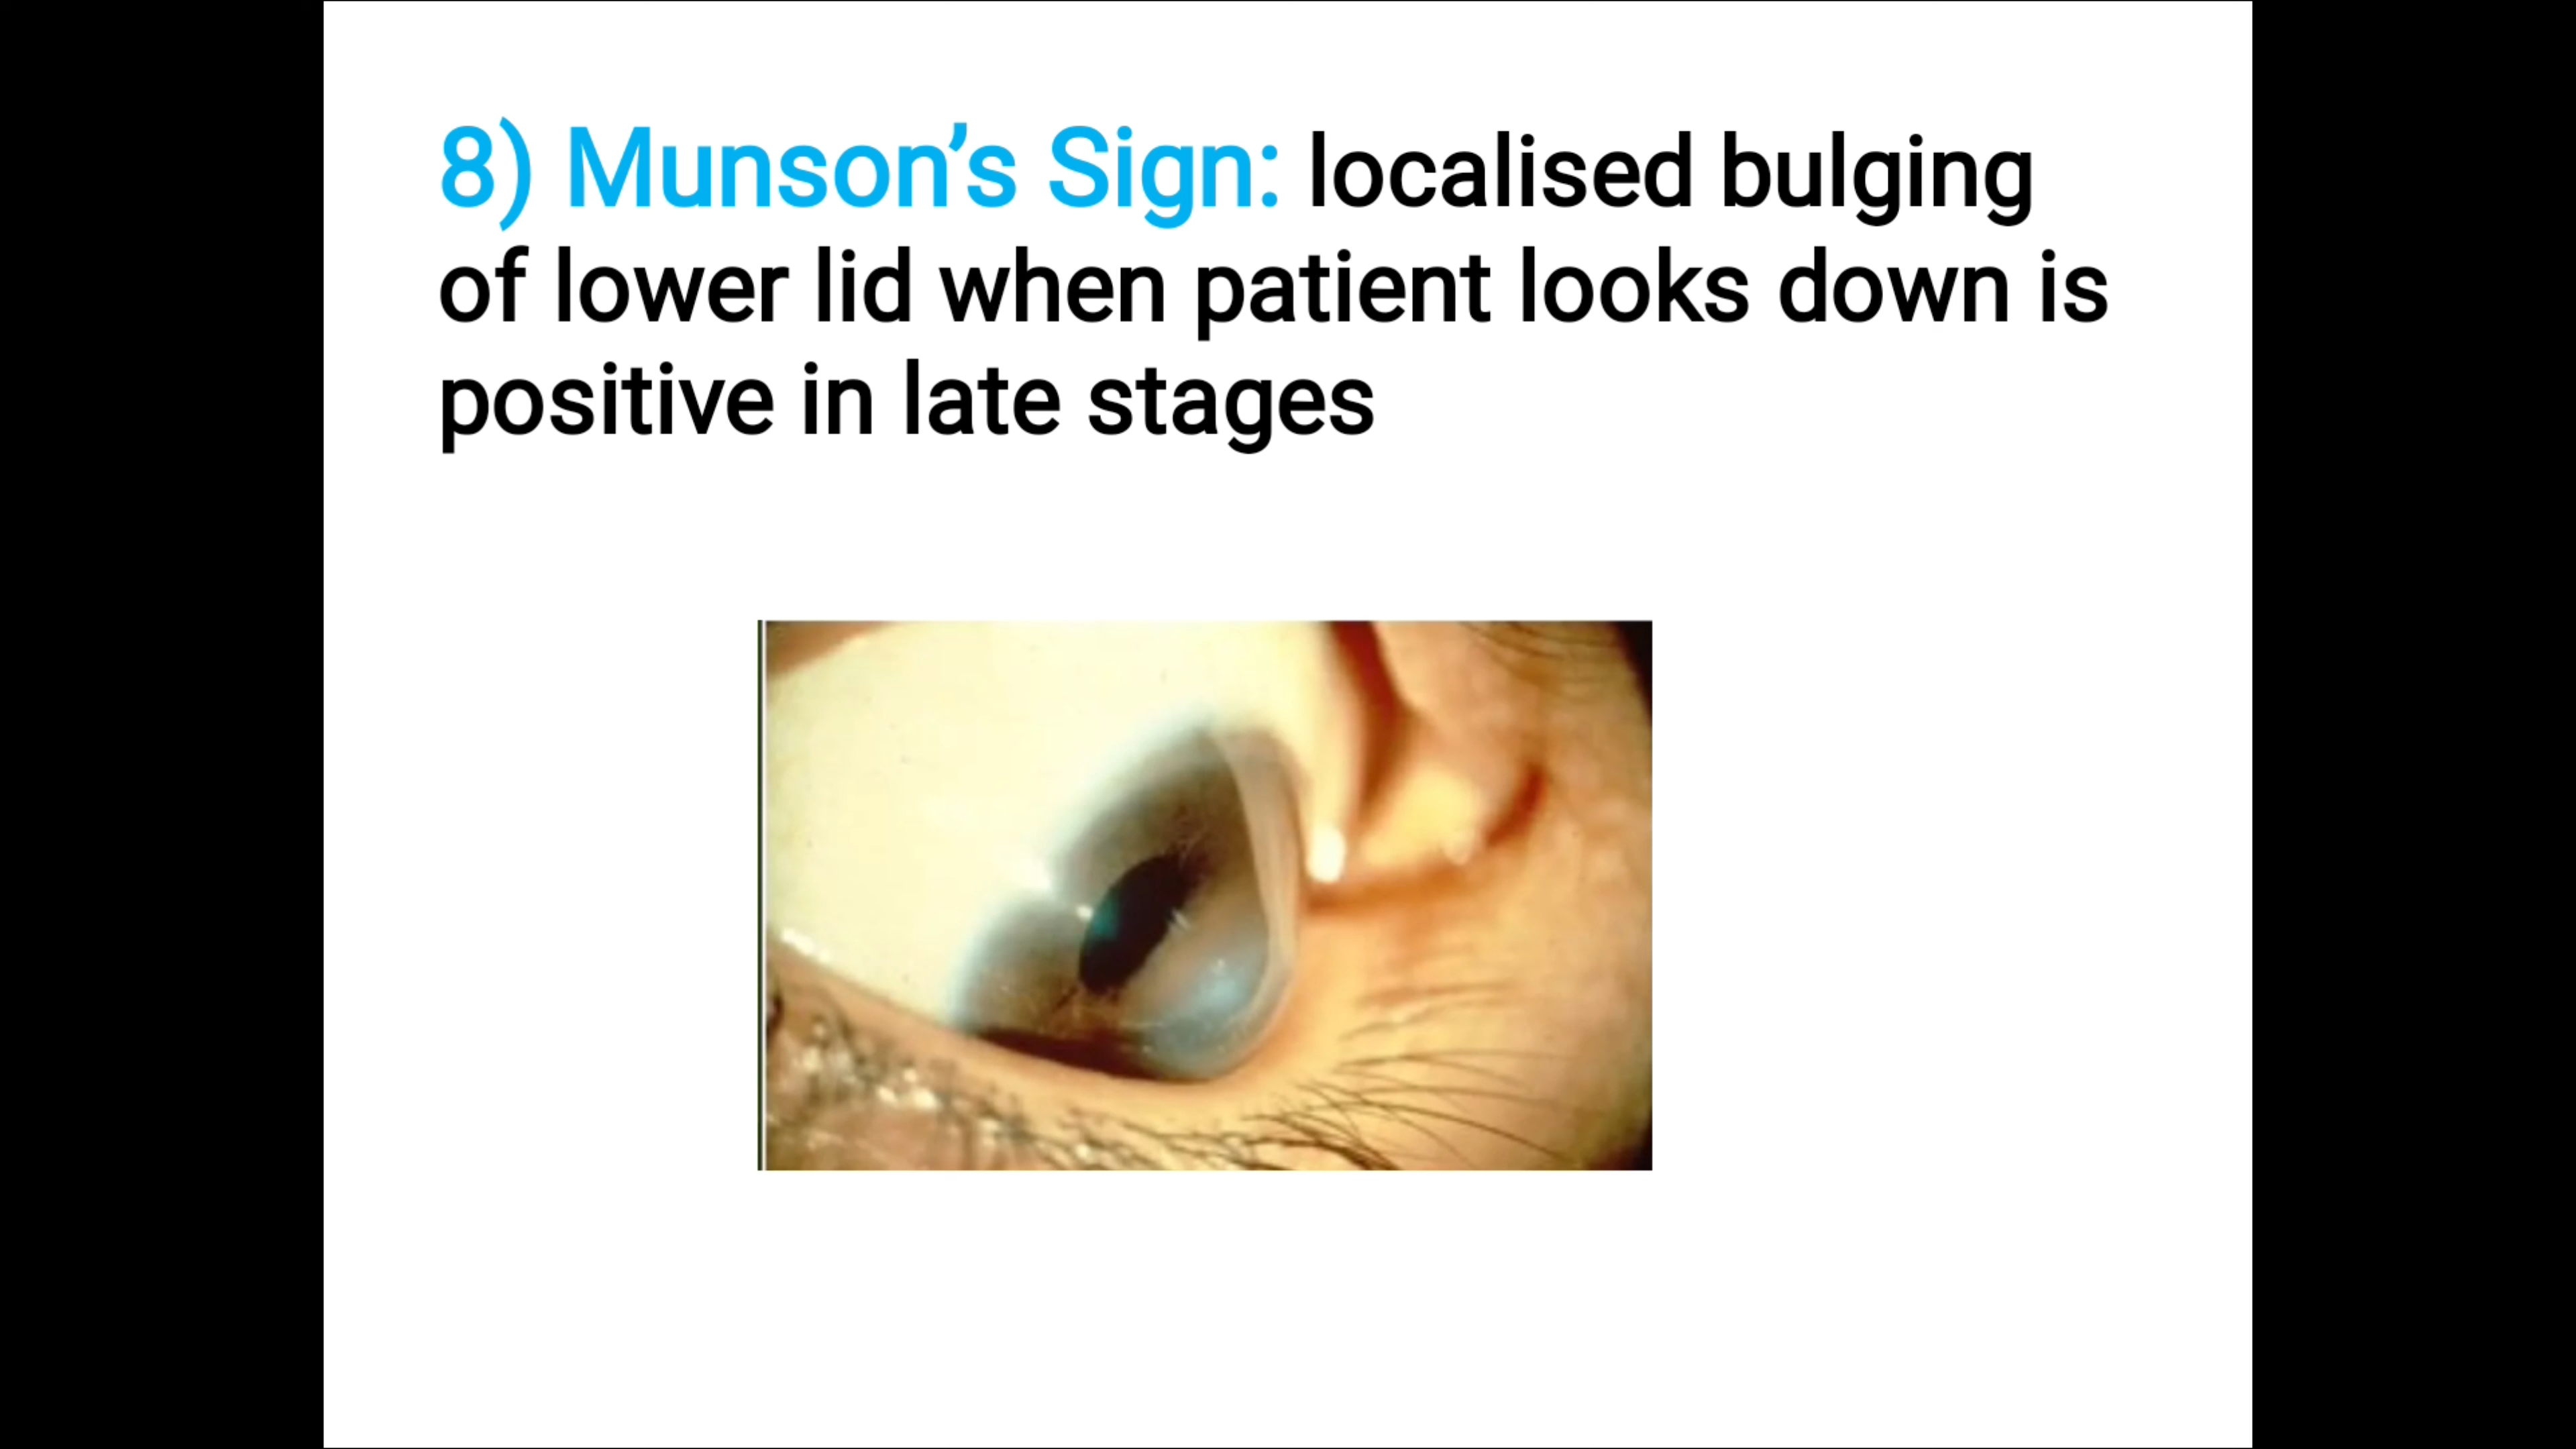 8) Munson’s Sign: localised bulging
of lower lid when patient looks down is
positive in late stages